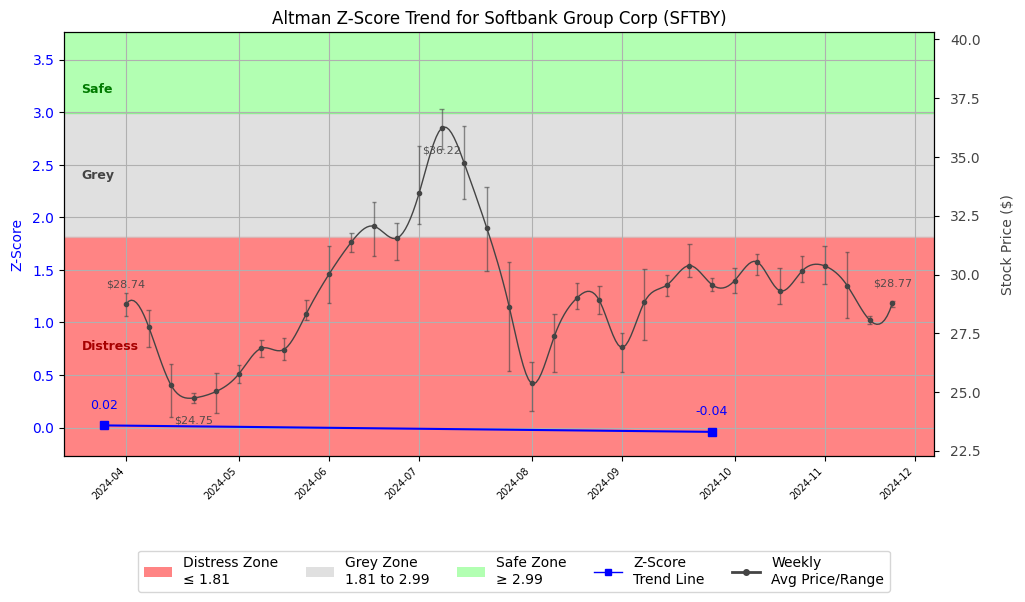 Altman Z-Score Trend for Softbank Group Corp (SFTBY)
Z-Score
3.5
3.0
2.5
2.0
1.5
1.0
0.5
0.0
Safe
Grey
Distress
$28.74
$24.75
$36.22
$28.77
0.02
-0.04
40.0
37.5
35.0
32.5
30.0
27.5
25.0
22.5
Stock Price ($)
2024-04
2024-05
2024-06
2024-07
2024-08
2024-09
2024-10
2024-11
2024-12
Distress Zone
≤ 1.81
Grey Zone
1.81 to 2.99
Safe Zone
≥ 2.99
Z-Score
Trend Line
Weekly
Avg Price/Range